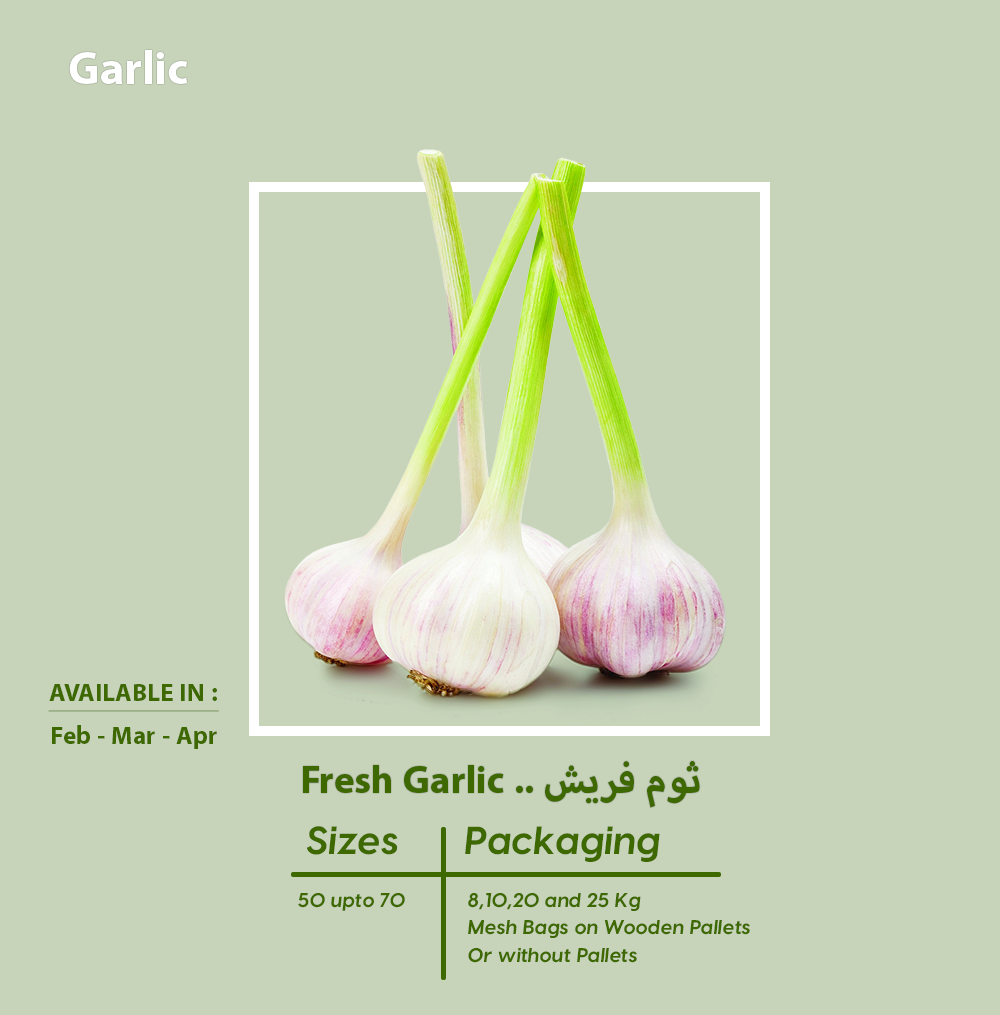 Garlic
AVAILABLE IN :
Feb - Mar - Apr
Fresh Garlic .. ثوم فريش
Sizes
Packaging
50 upto 70
8,10,20 and 25 Kg
Mesh Bags on Wooden Pallets
Or without Pallets